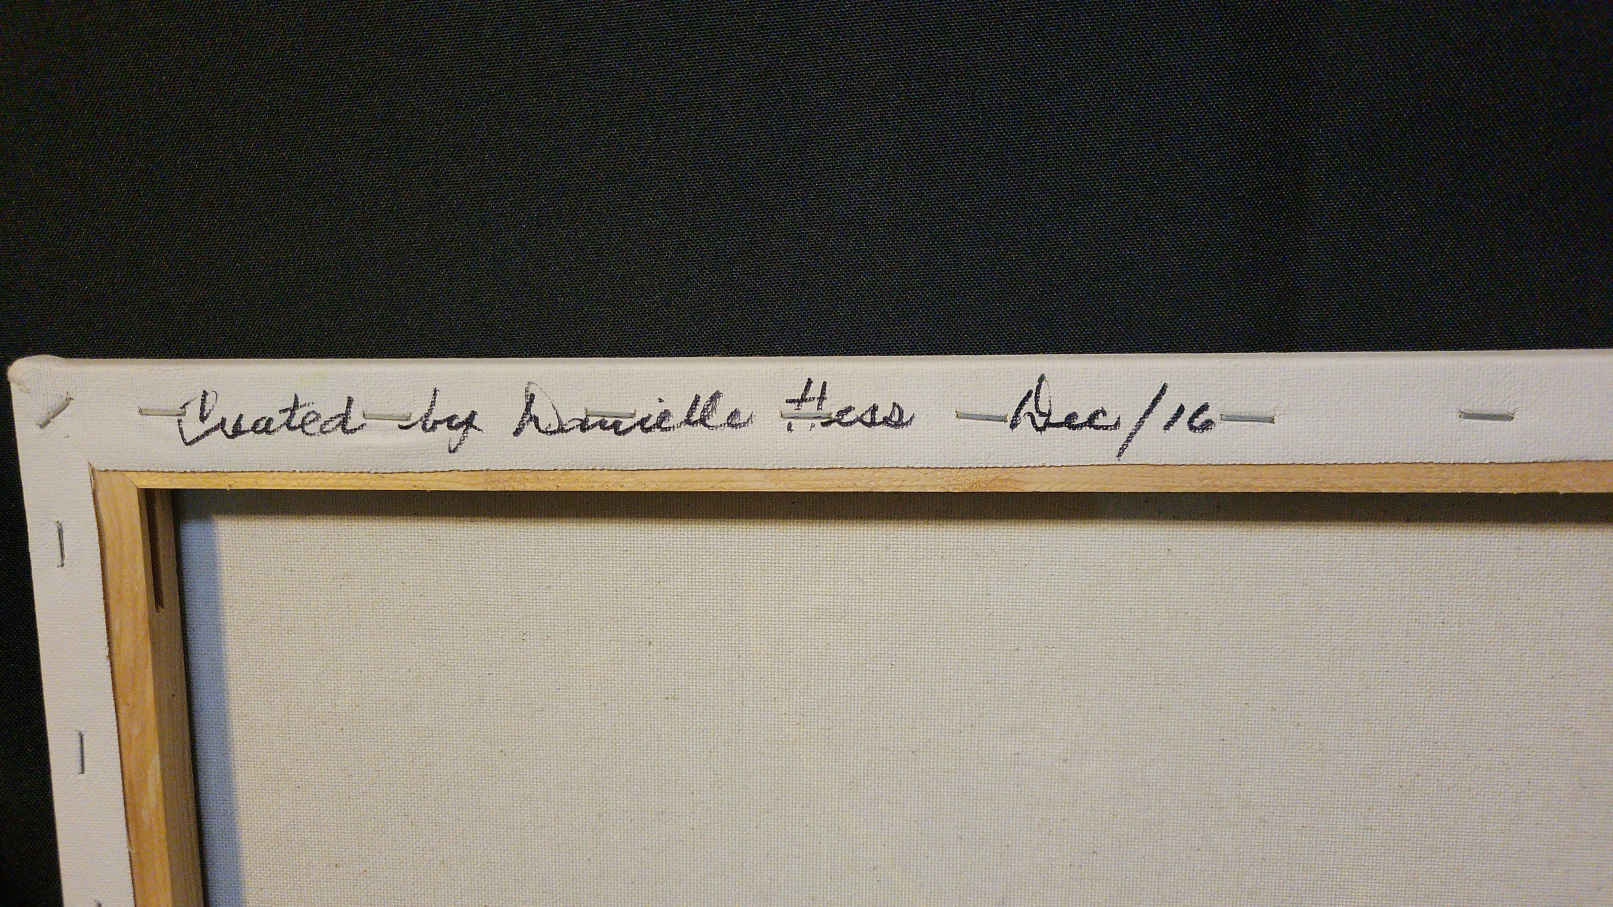 Created by Danielle Hess Dec/16